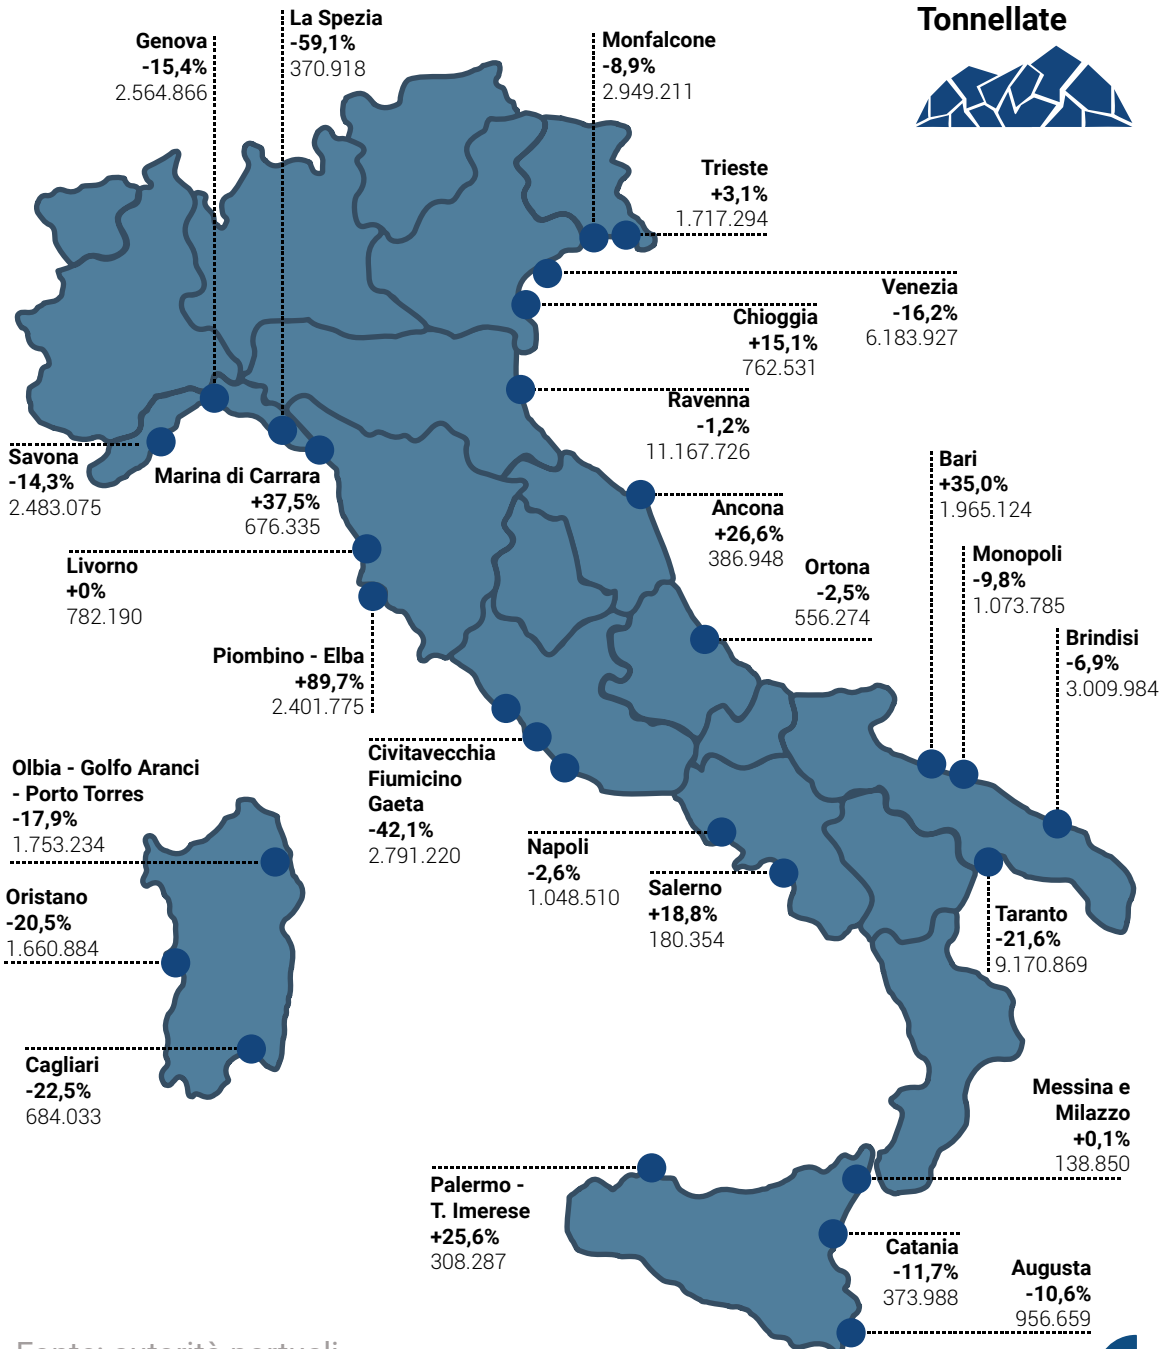 Tonnellate
La Spezia
-59,1%
370.918
Genova
-15,4%
2.564.866
Monfalcone
-8,9%
2.949.211
Trieste
+3,1%
1.717.294
Venezia
-16,2%
6.183.927
Chioggia
+15,1%
762.531
Ravenna
-1,2%
11.167.726
Savona
-14,3%
2.483.075
Marina di Carrara
+37,5%
676.335
Ancona
+26,6%
386.948
Bari
+35,0%
1.965.124
Livorno
+0%
782.190
Ortona
-2,5%
556.274
Monopoli
-9,8%
1.073.785
Brindisi
-6,9%
3.009.984
Piombino - Elba
+89,7%
2.401.775
Civitavecchia
Fiumicino
Gaeta
-42,1%
2.791.220
Olbia - Golfo Aranci
- Porto Torres
-17,9%
1.753.234
Napoli
-2,6%
1.048.510
Salerno
+18,8%
180.354
Oristano
-20,5%
1.660.884
Taranto
-21,6%
9.170.869
Cagliari
-22,5%
684.033
Messina e
Milazzo
+0,1%
138.850
Palermo -
T. Imerese
+25,6%
308.287
Catania
-11,7%
373.988
Augusta
-10,6%
956.659
Fonte: autorità portuali